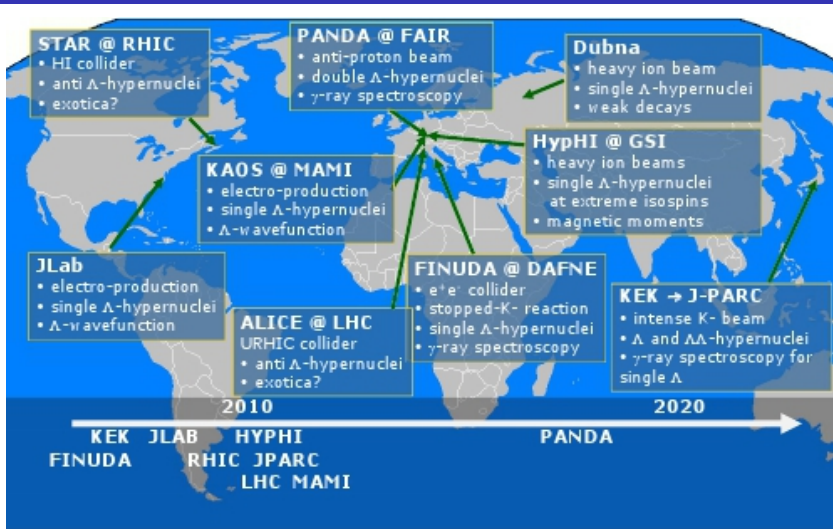 STAR @ RHIC
• HI collider
• anti Λ-hypernuclei
• exotica?
PANDA @ FAIR
• anti-proton beam
• double Λ-hypernuclei
• γ-ray spectroscopy
Dubna
• heavy ion beam
• single Λ-hypernuclei
• weak decays
KAOS @ MAMI
• electro-production
• single Λ-hypernuclei
• Λ-wavefunction
HypHI @ GSI
• heavy ion beams
• single Λ-hypernuclei
at extreme isospins
• magnetic moments
JLab
• electro-production
• single Λ-hypernuclei
• Λ-wavefunction
ALICE @ LHC
URHIC collider
• anti Λ-hypernuclei
• exotica?
FINUDA @ DAFNE
• e⁺e⁻ collider
• stopped-K⁻ reaction
• single Λ-hypernuclei
• γ-ray spectroscopy
KEK → J-PARC
• intense K- beam
• Λ and ΛΛ-hypernuclei
• γ-ray spectroscopy for
single Λ
2010 2020
KEK JLAB HYPHI PANDA
FINUDA RHIC JPARC
LHC MAMI